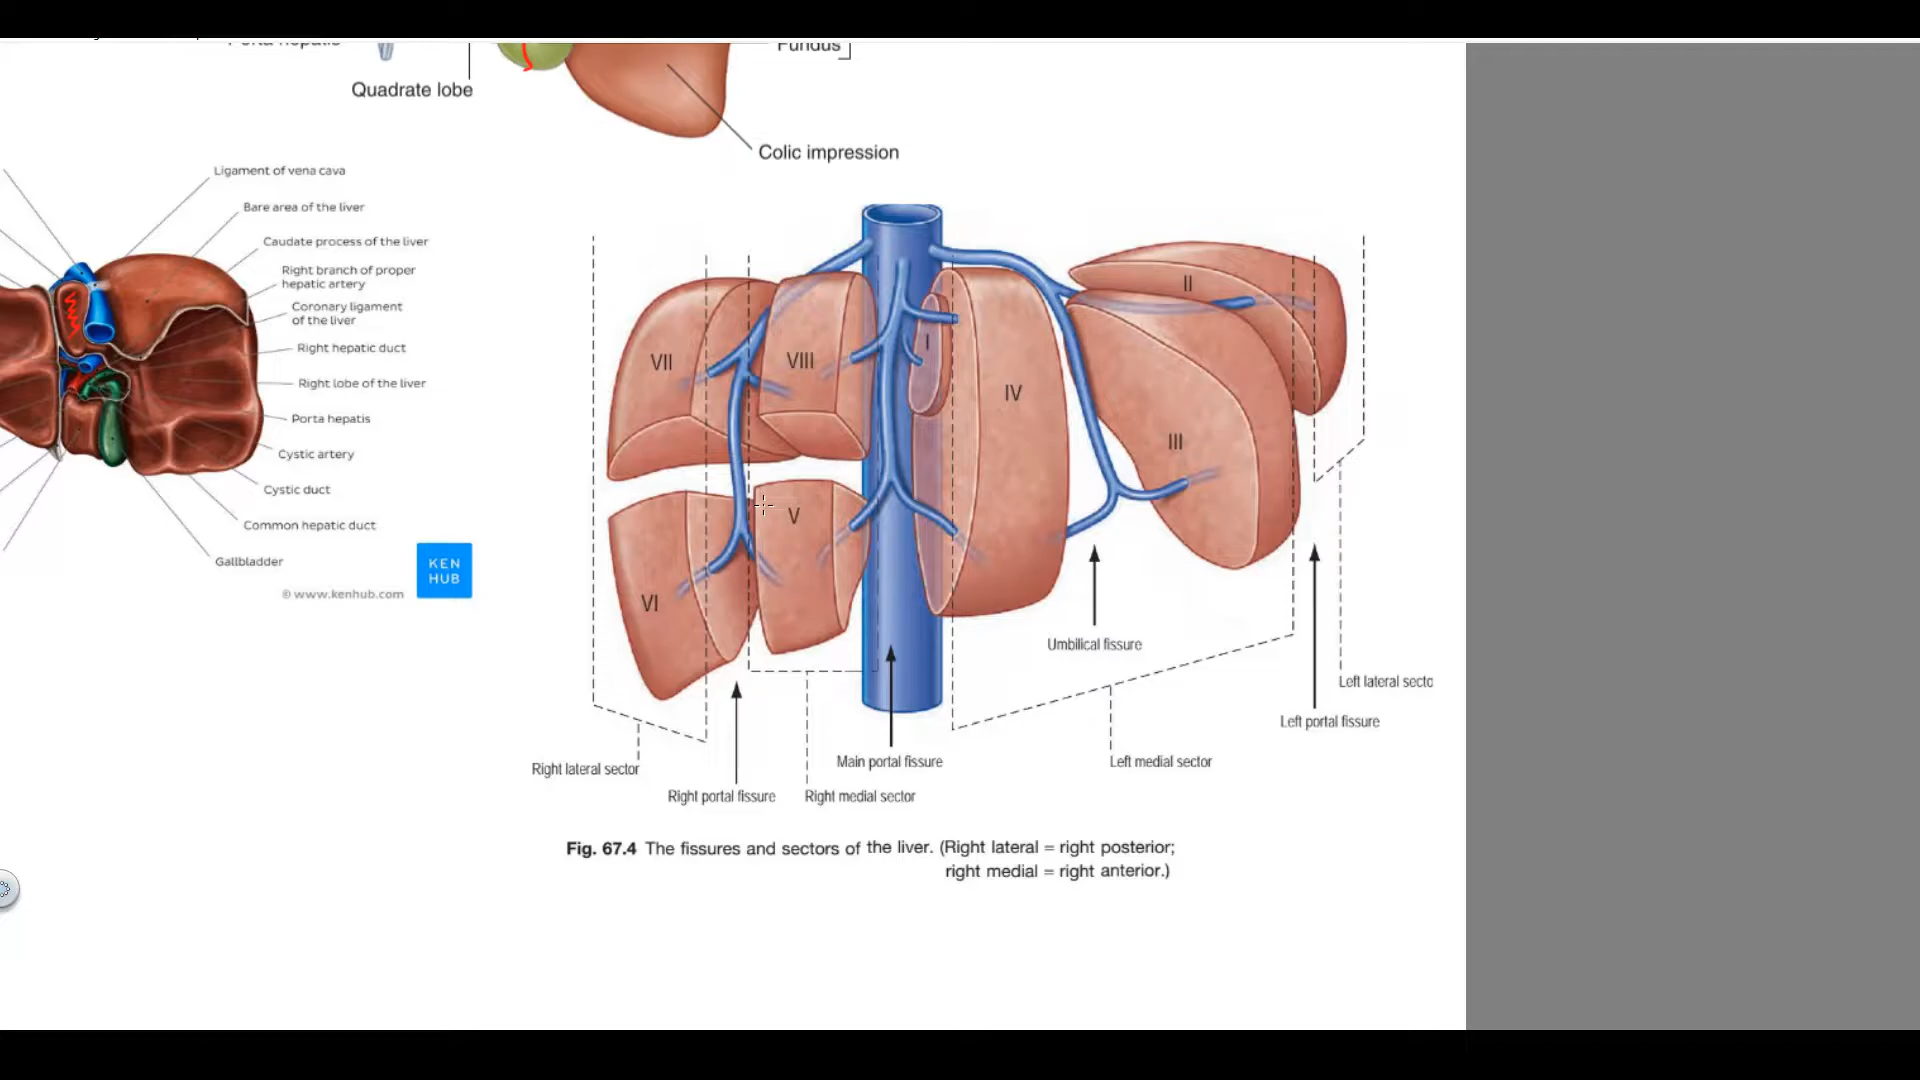 Porta hepatis
Quadrate lobe
Fundus
Colic impression
Ligament of vena cava
Bare area of the liver
Caudate process of the liver
Right branch of proper
hepatic artery
Coronary ligament
of the liver
Right hepatic duct
Right lobe of the liver
Porta hepatis
Cystic artery
Cystic duct
Common hepatic duct
Gallbladder
KEN
HUB
© www.kenhub.com
VII
VIII
I
IV
II
III
V
VI
Umbilical fissure
Left lateral secto
Left portal fissure
Main portal fissure
Left medial sector
Right lateral sector
Right portal fissure
Right medial sector
Fig. 67.4 The fissures and sectors of the liver. (Right lateral = right posterior;
right medial = right anterior.)